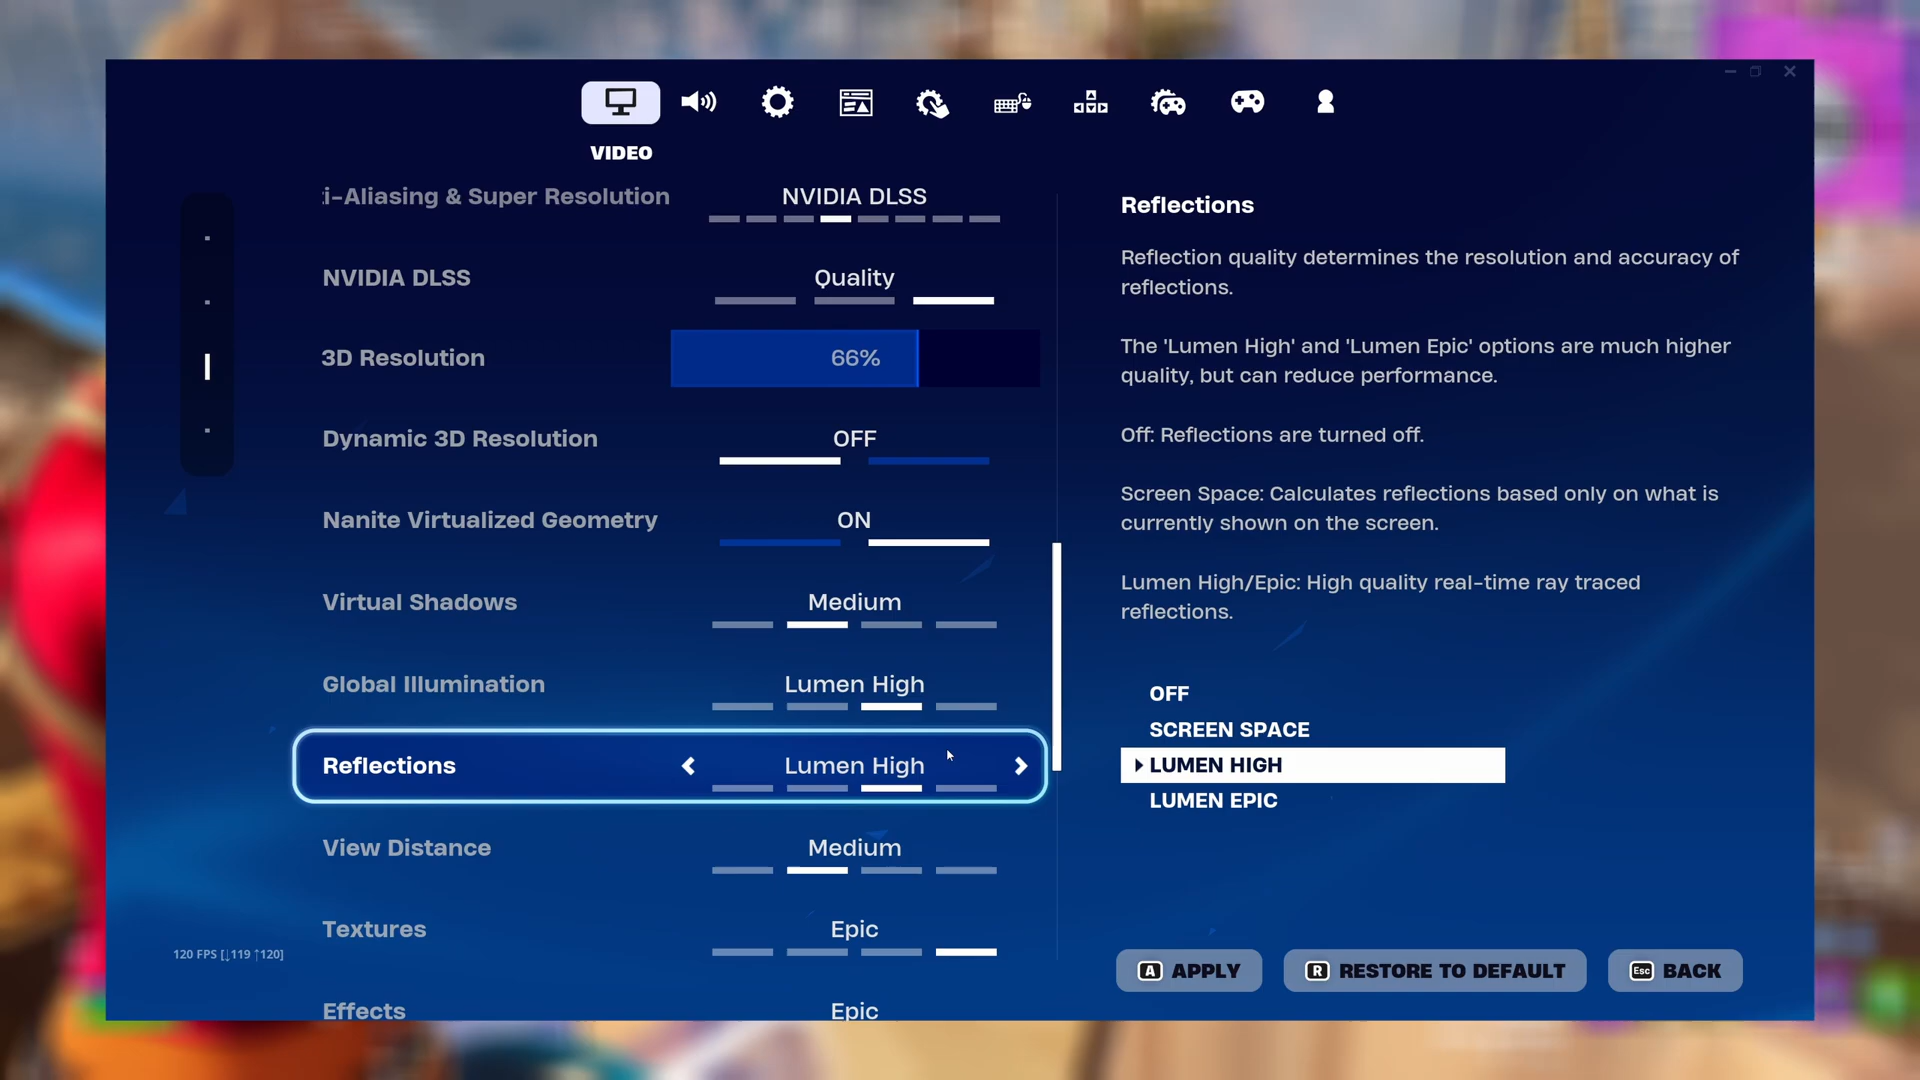 VIDEO
i-Aliasing & Super Resolution NVIDIA DLSS
NVIDIA DLSS Quality
3D Resolution 66%
Dynamic 3D Resolution OFF
Nanite Virtualized Geometry ON
Virtual Shadows Medium
Global Illumination Lumen High
Reflections Lumen High
View Distance Medium
Textures Epic
Effects Epic
120 FPS [↓119 ↑120]
Reflections
Reflection quality determines the resolution and accuracy of
reflections.
The 'Lumen High' and 'Lumen Epic' options are much higher
quality, but can reduce performance.
Off: Reflections are turned off.
Screen Space: Calculates reflections based only on what is
currently shown on the screen.
Lumen High/Epic: High quality real-time ray traced
reflections.
OFF
SCREEN SPACE
LUMEN HIGH
LUMEN EPIC
A APPLY R RESTORE TO DEFAULT Esc BACK